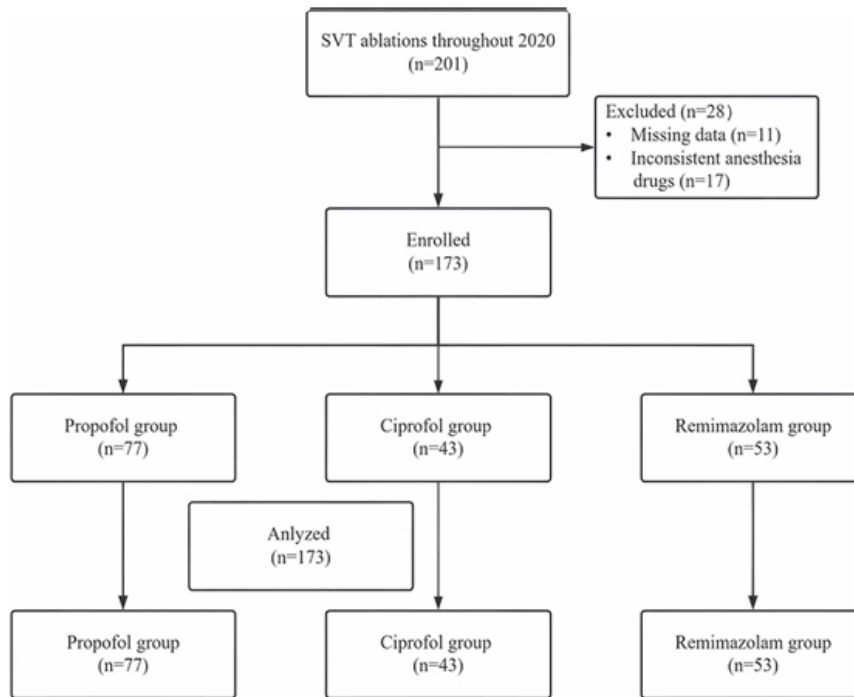 SVT ablations throughout 2020
(n=201)
Excluded (n=28)
• Missing data (n=11)
• Inconsistent anesthesia
drugs (n=17)
Enrolled
(n=173)
Propofol group
(n=77)
Ciprofol group
(n=43)
Remimazolam group
(n=53)
Anlyzed
(n=173)
Propofol group
(n=77)
Ciprofol group
(n=43)
Remimazolam group
(n=53)